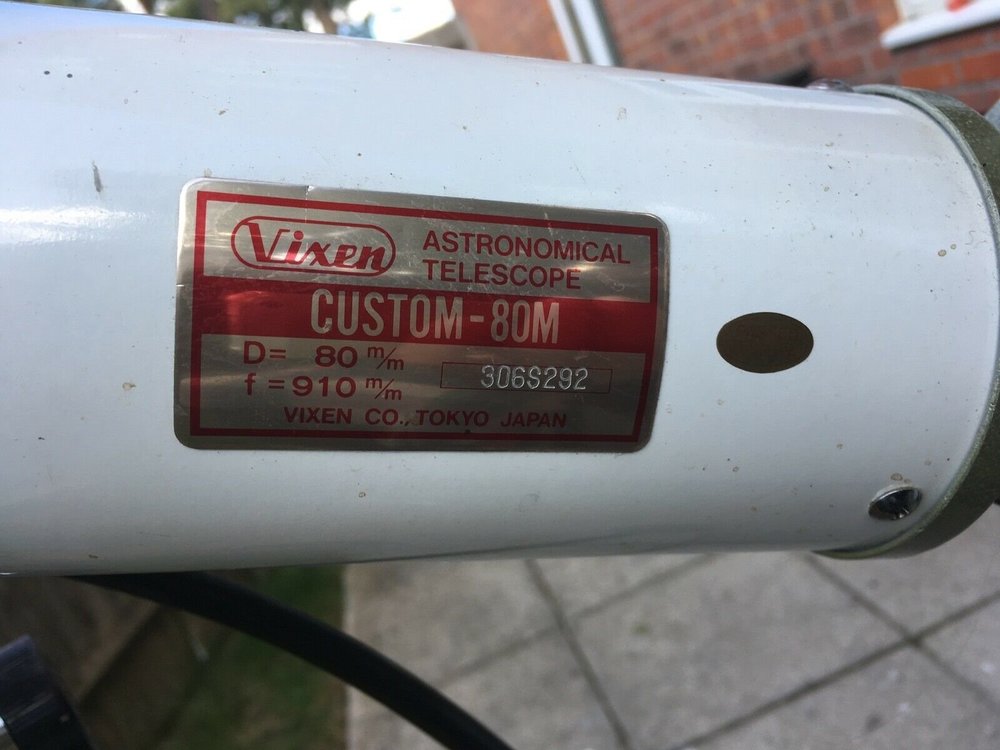 Vixen ASTRONOMICAL
TELESCOPE
CUSTOM-80M
D= 80 m/m
f=910 m/m 306S292
VIXEN CO., TOKYO JAPAN